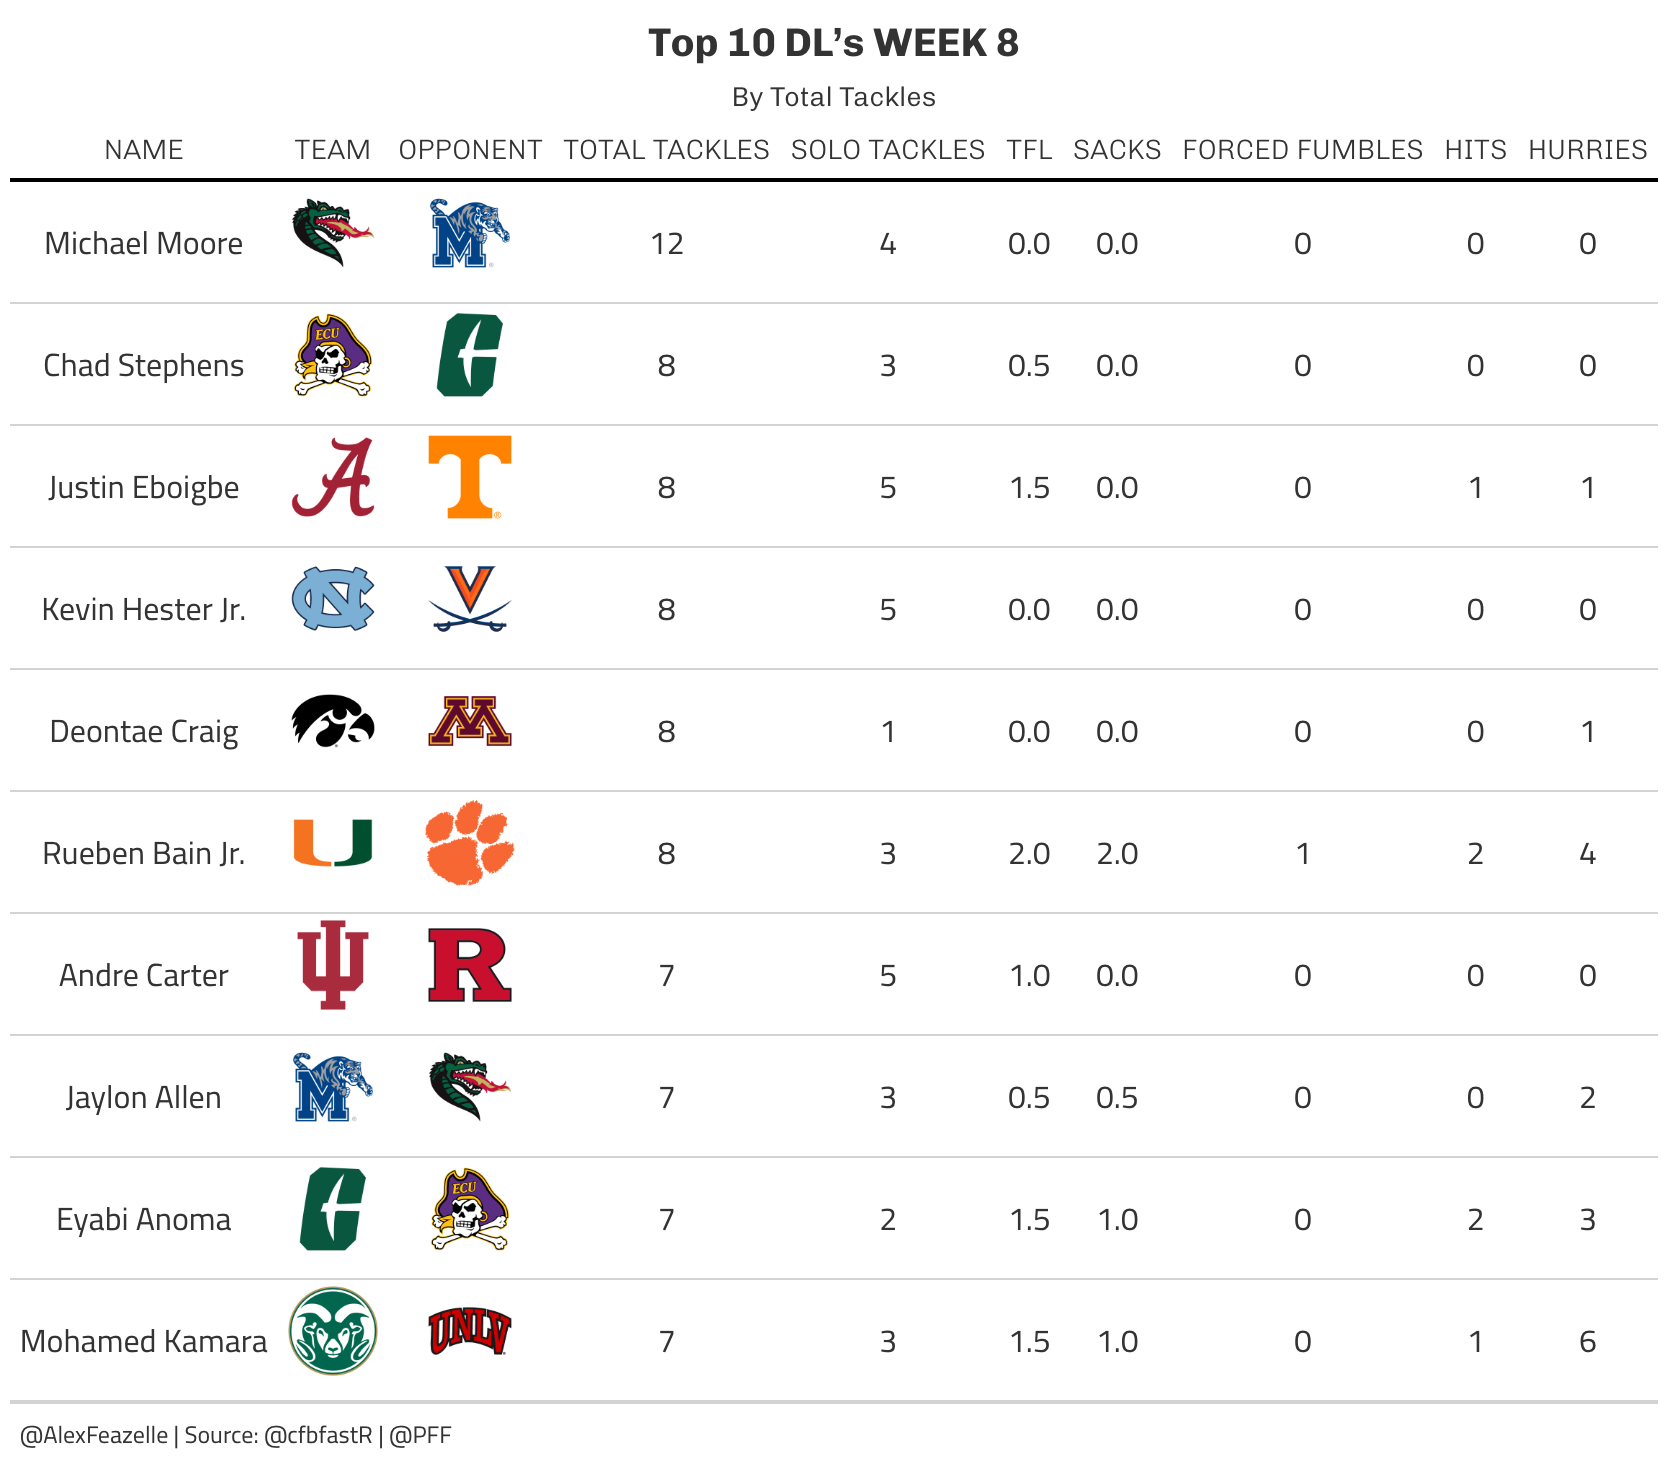 Top 10 DL’s WEEK 8
By Total Tackles
NAME TEAM OPPONENT TOTAL TACKLES SOLO TACKLES TFL SACKS FORCED FUMBLES HITS HURRIES
Michael Moore M 12 4 0.0 0.0 0 0 0
Chad Stephens ECU C 8 3 0.5 0.0 0 0 0
Justin Eboigbe A T 8 5 1.5 0.0 0 1 1
Kevin Hester Jr. NC V 8 5 0.0 0.0 0 0 0
Deontae Craig M 8 1 0.0 0.0 0 0 1
Rueben Bain Jr. U 8 3 2.0 2.0 1 2 4
Andre Carter IU R 7 5 1.0 0.0 0 0 0
Jaylon Allen M 7 3 0.5 0.5 0 0 2
Eyabi Anoma C ECU 7 2 1.5 1.0 0 2 3
Mohamed Kamara UNLV 7 3 1.5 1.0 0 1 6
@AlexFeazelle | Source: @cfbfastR | @PFF